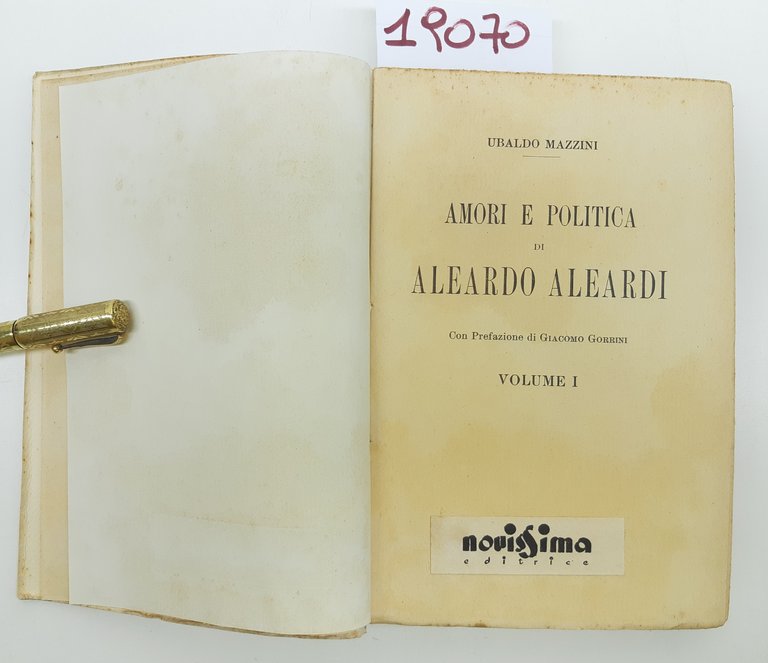 19070
UBALDO MAZZINI
AMORI E POLITICA
DI
ALEARDO ALEARDI
Con Prefazione di GIACOMO GORRINI
VOLUME I
novissima
editrice